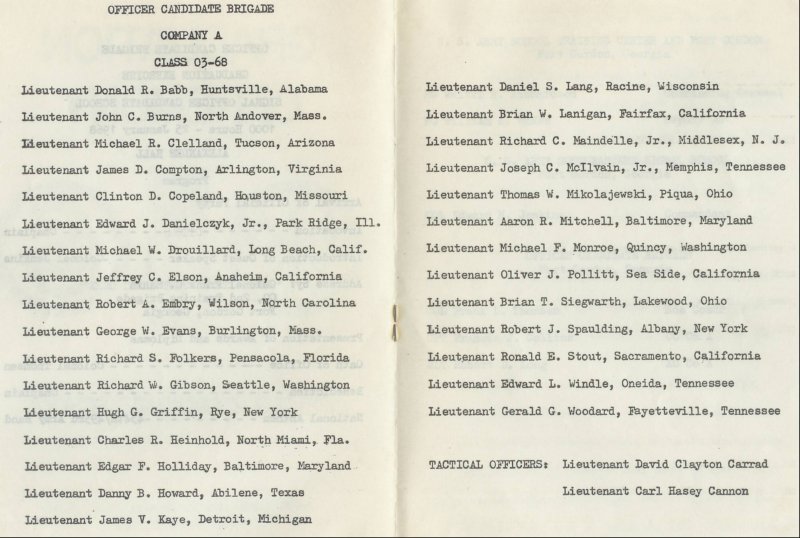 OFFICER CANDIDATE BRIGADE
COMPANY A
CLASS 03-68
Lieutenant Donald R. Babb, Huntsville, Alabama
Lieutenant John C. Burns, North Andover, Mass.
Lieutenant Michael R. Clelland, Tucson, Arizona
Lieutenant James D. Compton, Arlington, Virginia
Lieutenant Clinton D. Copeland, Houston, Missouri
Lieutenant Edward J. Danielczyk, Jr., Park Ridge, Ill.
Lieutenant Michael W. Drouillard, Long Beach, Calif.
Lieutenant Jeffrey C. Elson, Anaheim, California
Lieutenant Robert A. Embry, Wilson, North Carolina
Lieutenant George W. Evans, Burlington, Mass.
Lieutenant Richard S. Folkers, Pensacola, Florida
Lieutenant Richard W. Gibson, Seattle, Washington
Lieutenant Hugh G. Griffin, Rye, New York
Lieutenant Charles R. Heinhold, North Miami, Fla.
Lieutenant Edgar F. Holliday, Baltimore, Maryland
Lieutenant Danny B. Howard, Abilene, Texas
Lieutenant James V. Kaye, Detroit, Michigan
Lieutenant Daniel S. Lang, Racine, Wisconsin
Lieutenant Brian W. Lanigan, Fairfax, California
Lieutenant Richard C. Maindelle, Jr., Middlesex, N. J.
Lieutenant Joseph C. McIlvain, Jr., Memphis, Tennessee
Lieutenant Thomas W. Mikolajewski, Piqua, Ohio
Lieutenant Aaron R. Mitchell, Baltimore, Maryland
Lieutenant Michael F. Monroe, Quincy, Washington
Lieutenant Oliver J. Pollitt, Sea Side, California
Lieutenant Brian T. Siegwarth, Lakewood, Ohio
Lieutenant Robert J. Spaulding, Albany, New York
Lieutenant Ronald E. Stout, Sacramento, California
Lieutenant Edward L. Windle, Oneida, Tennessee
Lieutenant Gerald G. Woodard, Fayetteville, Tennessee
TACTICAL OFFICERS: Lieutenant David Clayton Carrad
Lieutenant Carl Hasey Cannon